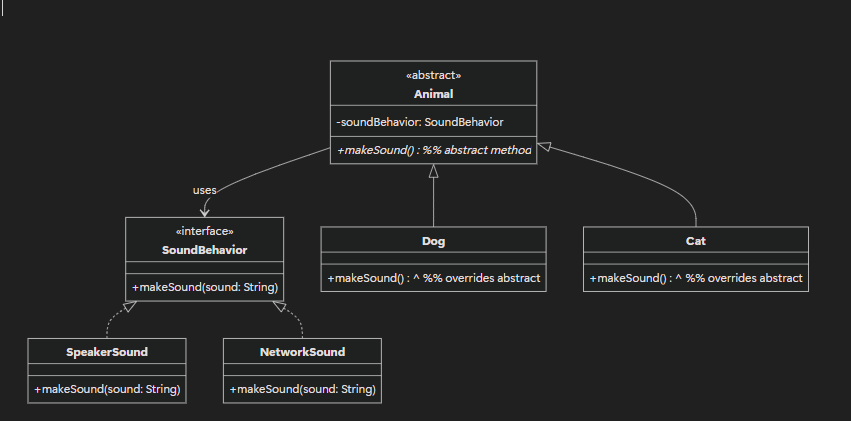 «abstract»
Animal
-soundBehavior: SoundBehavior
+makeSound() : %% abstract method
uses
«interface»
SoundBehavior
+makeSound(sound: String)
Dog
+makeSound() : ^ %% overrides abstract
Cat
+makeSound() : ^ %% overrides abstract
SpeakerSound
+makeSound(sound: String)
NetworkSound
+makeSound(sound: String)